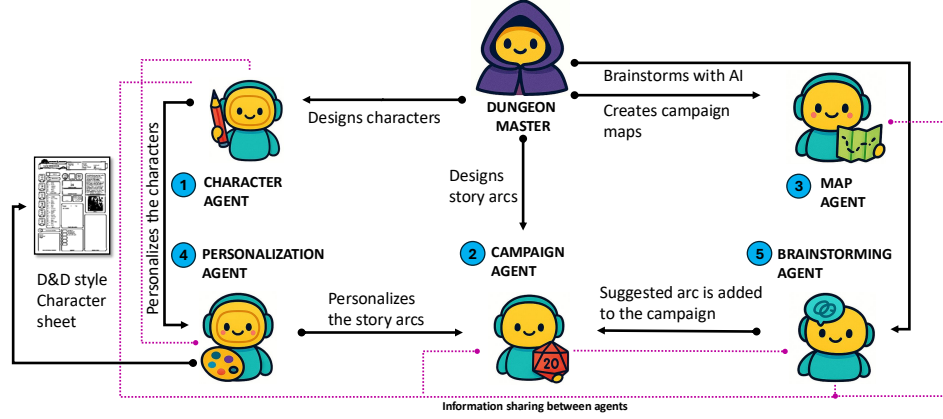 Brainstorms with AI
DUNGEON
MASTER
Designs characters
Creates campaign
maps
Personalizes the characters
1
CHARACTER
AGENT
Designs
story arcs
3
MAP
AGENT
4
PERSONALIZATION
AGENT
2
CAMPAIGN
AGENT
5
BRAINSTORMING
AGENT
D&D style
Character
sheet
Personalizes
the story arcs
Suggested arc is added
to the campaign
20
Information sharing between agents